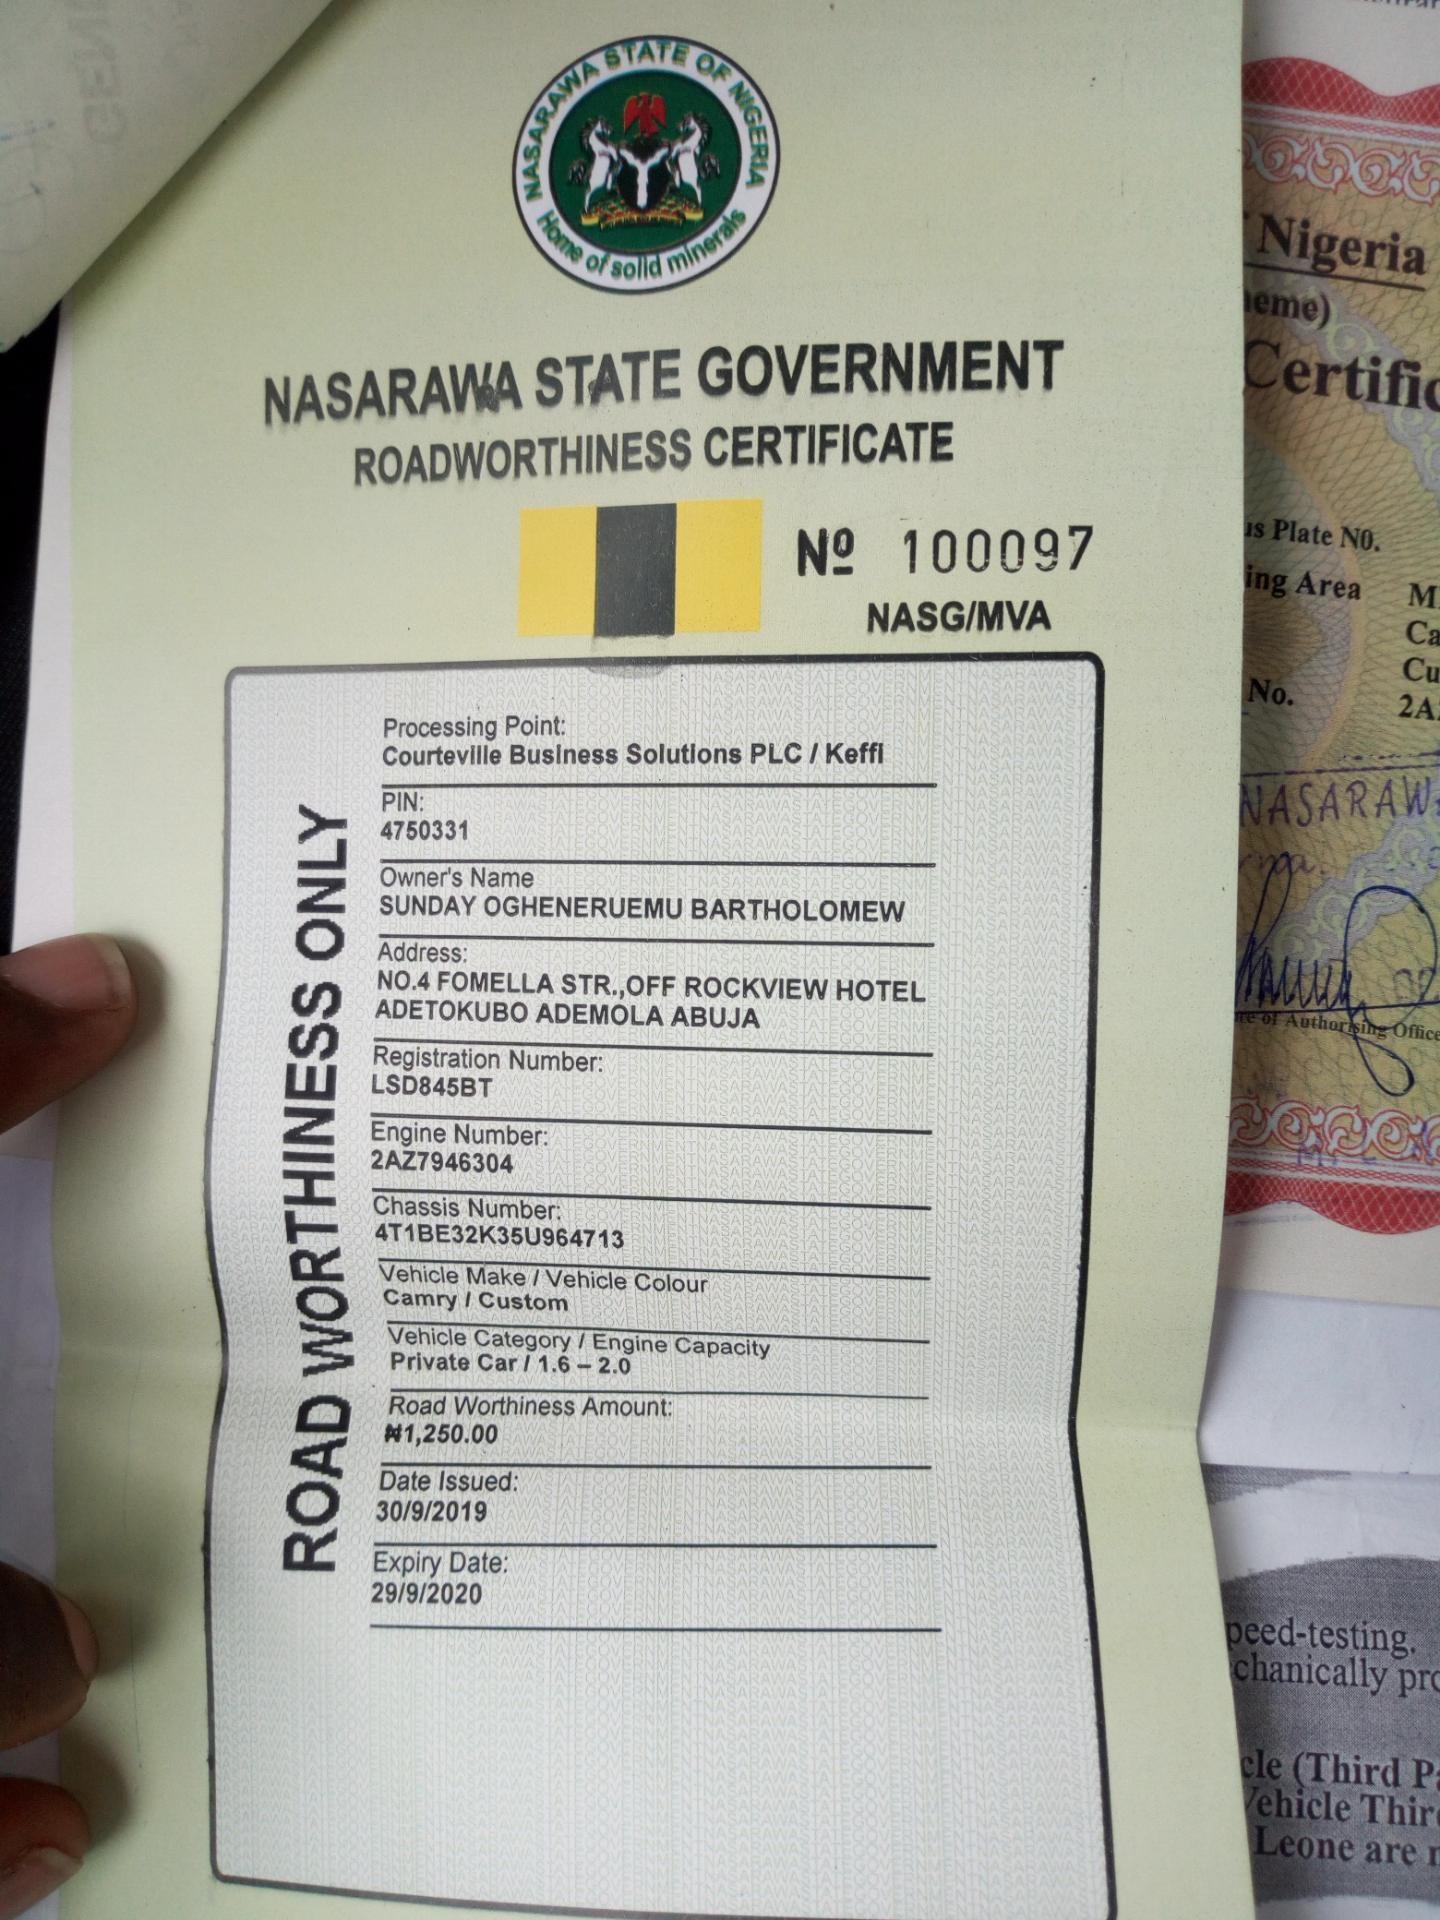 NASARAWA STATE OF NIGERIA
Home of solid minerals
NASARAWA STATE GOVERNMENT
ROADWORTHINESS CERTIFICATE
Nº 100097
NASG/MVA
ROAD WORTHINESS ONLY
Processing Point:
Courteville Business Solutions PLC / Keffi
PIN:
4750331
Owner's Name
SUNDAY OGHENERUEMU BARTHOLOMEW
Address:
NO.4 FOMELLA STR.,OFF ROCKVIEW HOTEL
ADETOKUBO ADEMOLA ABUJA
Registration Number:
LSD845BT
Engine Number:
2AZ7946304
Chassis Number:
4T1BE32K35U964713
Vehicle Make / Vehicle Colour
Camry / Custom
Vehicle Category / Engine Capacity
Private Car / 1.6 – 2.0
Road Worthiness Amount:
₦1,250.00
Date Issued:
30/9/2019
Expiry Date:
29/9/2020
Nigeria
eme)
Certific
us Plate N0.
ing Area
M
Ca
Cu
No.
2A
NASARAW
re of Authorising Office
peed-testing.
chanically pro
cle (Third Pa
Vehicle Thir
Leone are n